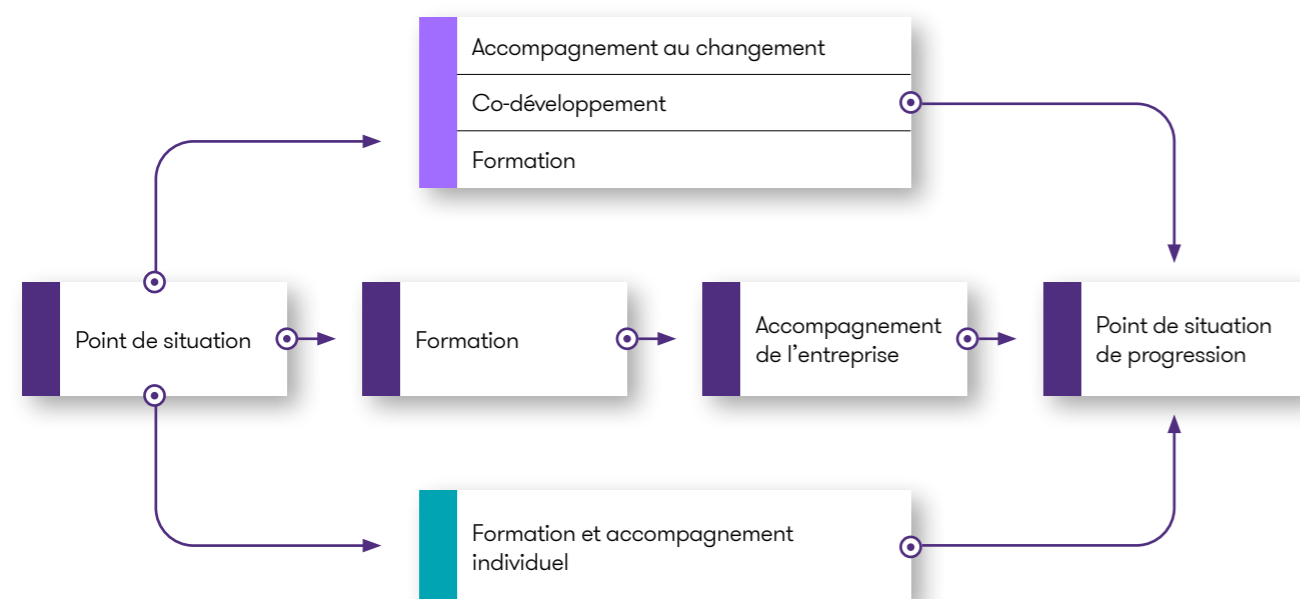 Accompagnement au changement
Co-développement
Formation
Point de situation
Formation
Accompagnement
de l’entreprise
Point de situation
de progression
Formation et accompagnement
individuel